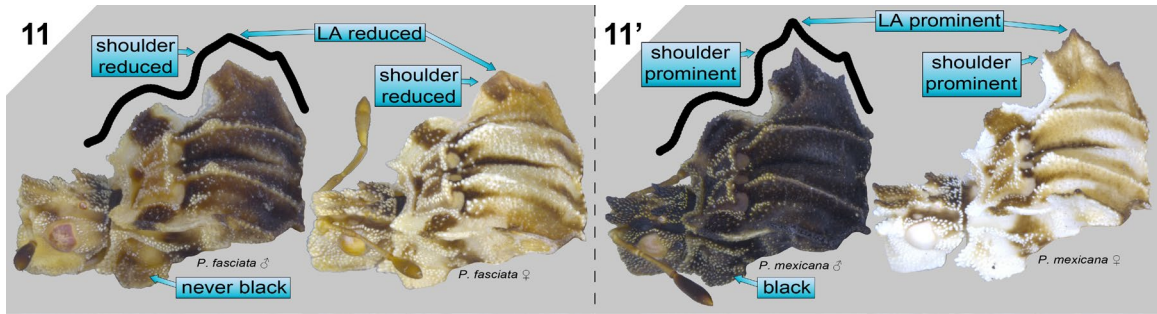 11
LA reduced
shoulder
reduced
shoulder
reduced
P. fasciata ♂
P. fasciata ♀
never black
11’
LA prominent
shoulder
prominent
shoulder
prominent
P. mexicana ♂
P. mexicana ♀
black